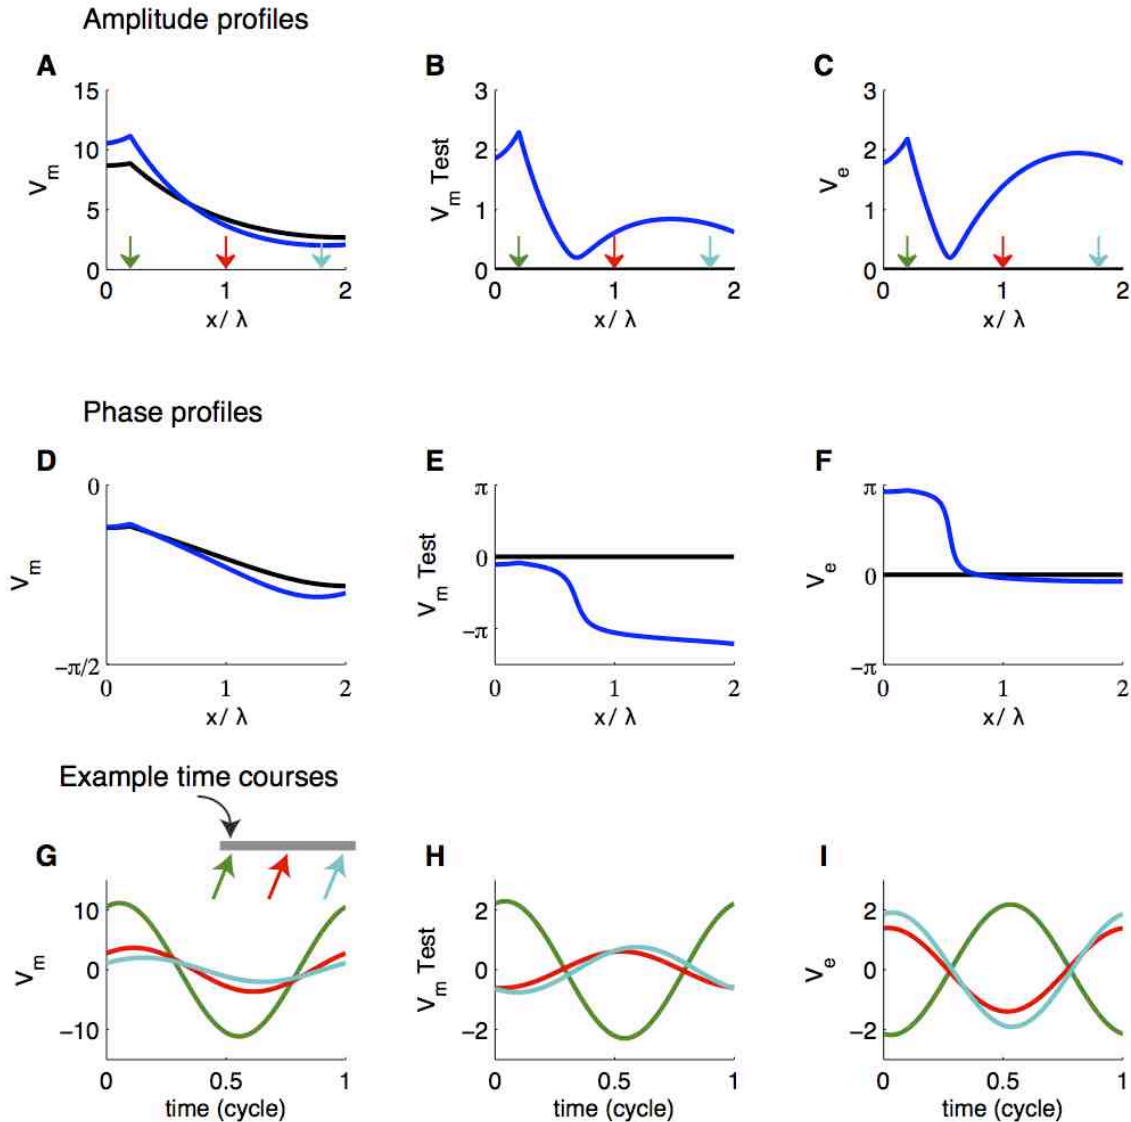 Amplitude profiles
A
B
C
15
10
5
0
V_m
0 1 2
x/ λ
3
2
1
0
V_m Test
0 1 2
x/ λ
3
2
1
0
V_e
0 1 2
x/ λ
Phase profiles
D
E
F
0
−π/2
V_m
0 1 2
x/ λ
π
0
−π
V_m Test
0 1 2
x/ λ
π
0
−π
V_e
0 1 2
x/ λ
Example time courses
G
H
I
10
0
−10
V_m
0 0.5 1
time (cycle)
2
0
−2
V_m Test
0 0.5 1
time (cycle)
2
0
−2
V_e
0 0.5 1
time (cycle)